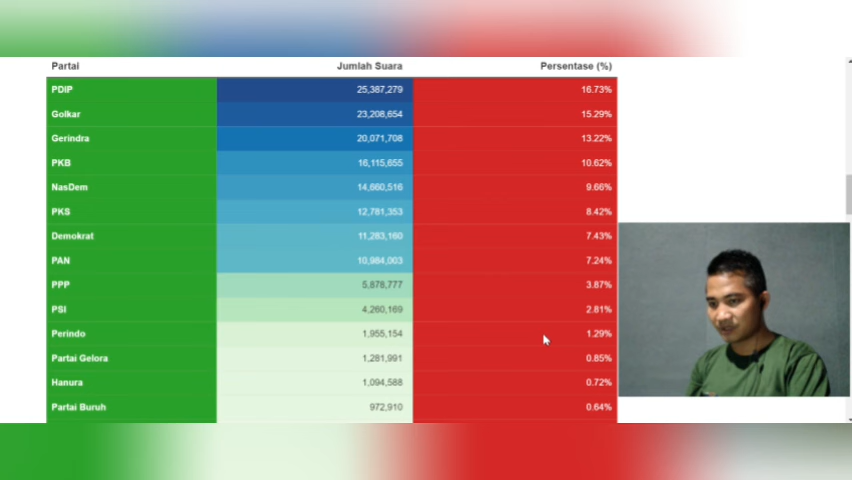 Partai Jumlah Suara Persentase (%)
PDIP 25,387,279 16.73%
Golkar 23,208,654 15.29%
Gerindra 20,071,708 13.22%
PKB 16,115,655 10.62%
NasDem 14,660,516 9.66%
PKS 12,781,353 8.42%
Demokrat 11,283,160 7.43%
PAN 10,984,003 7.24%
PPP 5,878,777 3.87%
PSI 4,260,169 2.81%
Perindo 1,955,154 1.29%
Partai Gelora 1,281,991 0.85%
Hanura 1,094,588 0.72%
Partai Buruh 972,910 0.64%